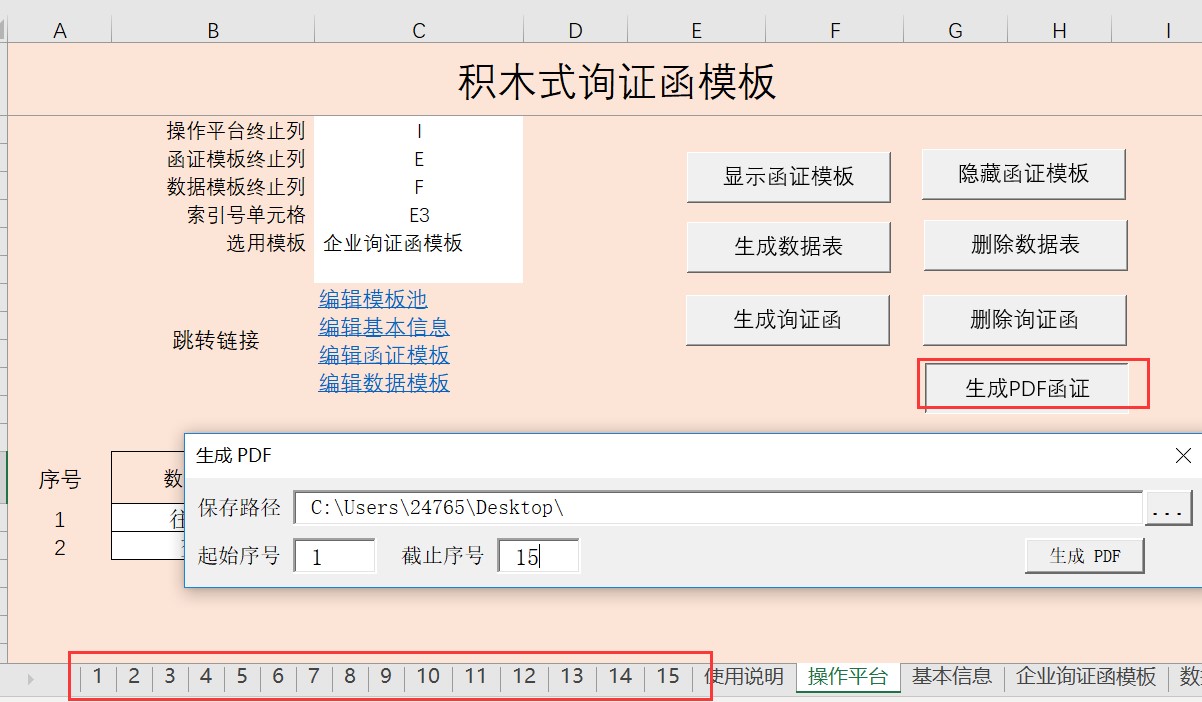 A B C D E F G H I
积木式询证函模板
操作平台终止列 I
函证模板终止列 E
数据模板终止列 F
索引号单元格 E3
选用模板 企业询证函模板
显示函证模板 隐藏函证模板
生成数据表 删除数据表
生成询证函 删除询证函
生成PDF函证
跳转链接
编辑模板池
编辑基本信息
编辑函证模板
编辑数据模板
序号 数
1 往
2
生成 PDF
保存路径 C:\Users\24765\Desktop\ ...
起始序号 1 截止序号 15 生成 PDF
1 2 3 4 5 6 7 8 9 10 11 12 13 14 15 使用说明 操作平台 基本信息 企业询证函模板 数